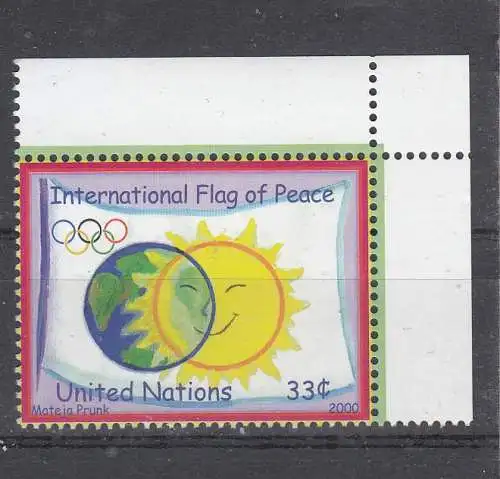 International Flag of Peace
United Nations 33¢
Mateja Prunk 2000